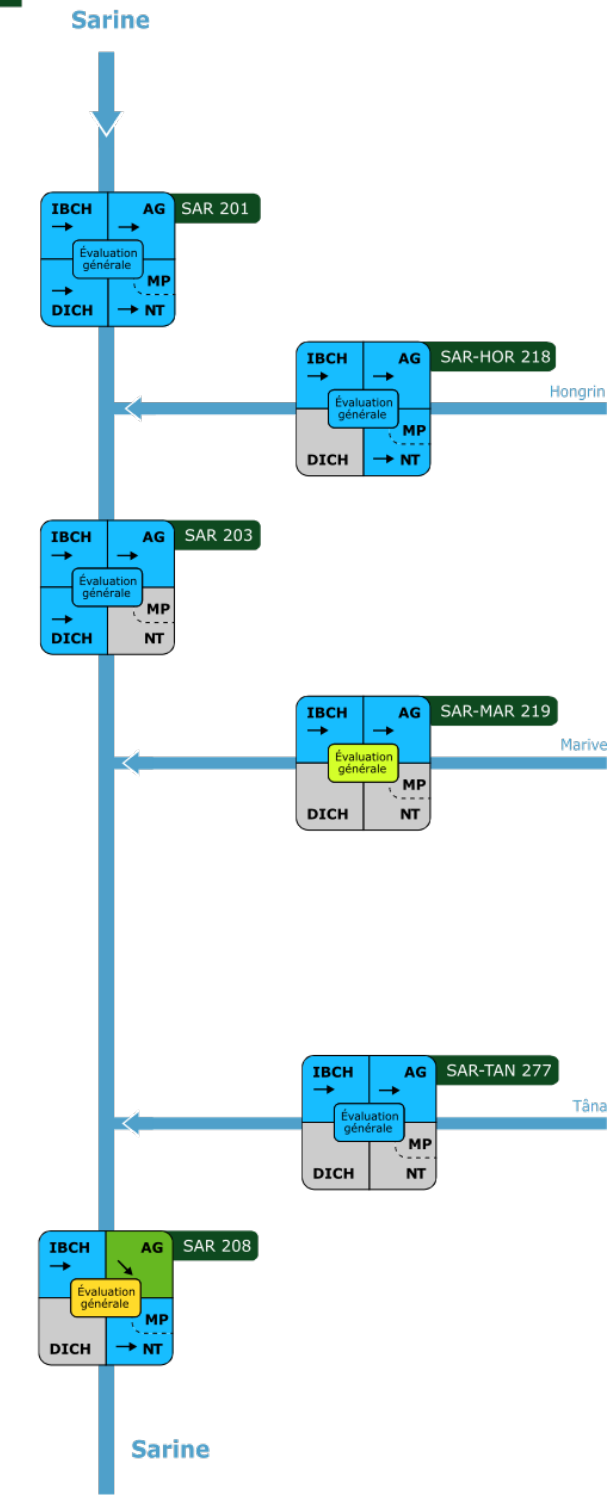 Sarine
IBCH AG SAR 201
Évaluation
générale
MP
DICH NT
IBCH AG SAR-HOR 218
Hongrin
Évaluation
générale
MP
DICH NT
IBCH AG SAR 203
Évaluation
générale
MP
DICH NT
IBCH AG SAR-MAR 219
Marive
Évaluation
générale
MP
DICH NT
IBCH AG SAR-TAN 277
Tâna
Évaluation
générale
MP
DICH NT
IBCH AG SAR 208
Évaluation
générale
MP
DICH NT
Sarine